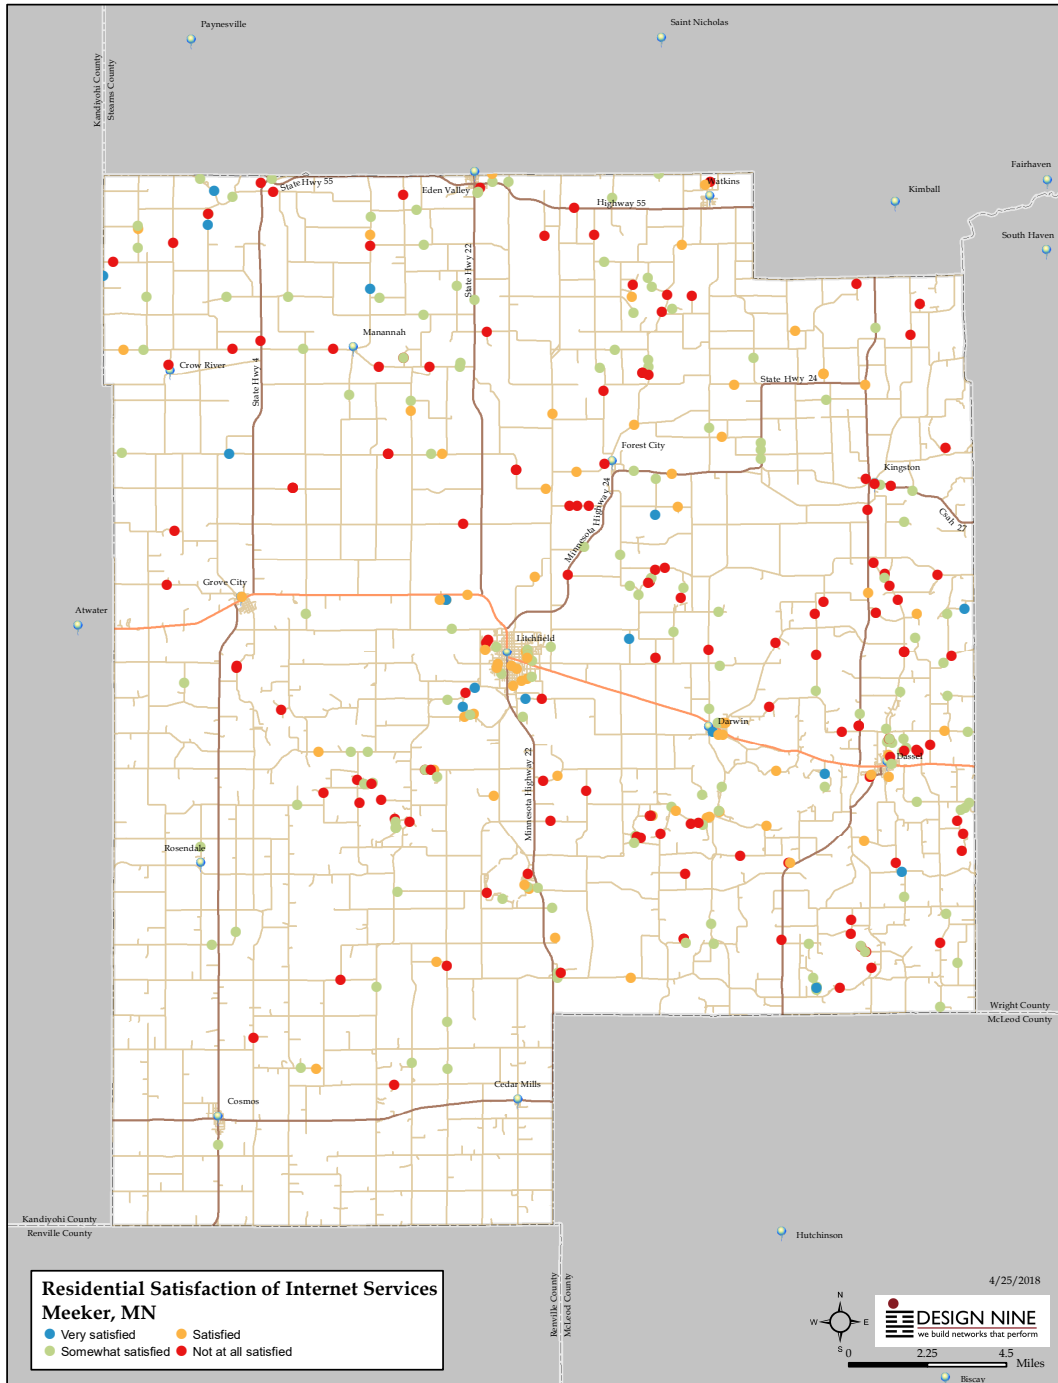 Paynesville
Saint Nicholas
Kandiyohi County
Stearns County
Fairhaven
Kimball
South Haven
State Hwy 55
Eden Valley
Watkins
Highway 55
State Hwy 22
Manannah
Crow River
State Hwy 4
State Hwy 24
Forest City
Kingston
Minnesota Highway 24
Csah 27
Grove City
Atwater
Litchfield
Darwin
Dassel
Minnesota Highway 22
Rosendale
Wright County
McLeod County
Cedar Mills
Cosmos
Kandiyohi County
Renville County
Hutchinson
Renville County
McLeod County
Residential Satisfaction of Internet Services
Meeker, MN
Very satisfied
Satisfied
Somewhat satisfied
Not at all satisfied
4/25/2018
N
W
E
S
DESIGN NINE
we build networks that perform
0
2.25
4.5
Miles
Biscay